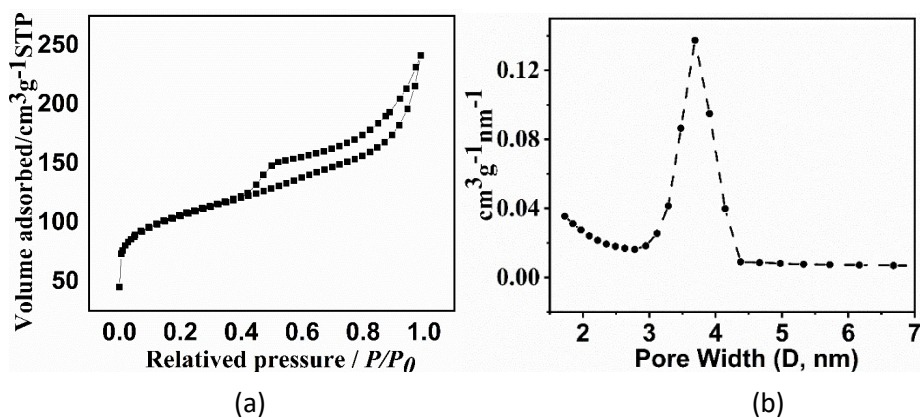 250
200
150
100
50
0.0 0.2 0.4 0.6 0.8 1.0
Volume adsorbed/cm³g⁻¹STP
Relatived pressure / P/P₀
(a)
0.12
0.08
0.04
0.00
2 3 4 5 6 7
cm³g⁻¹nm⁻¹
Pore Width (D, nm)
(b)